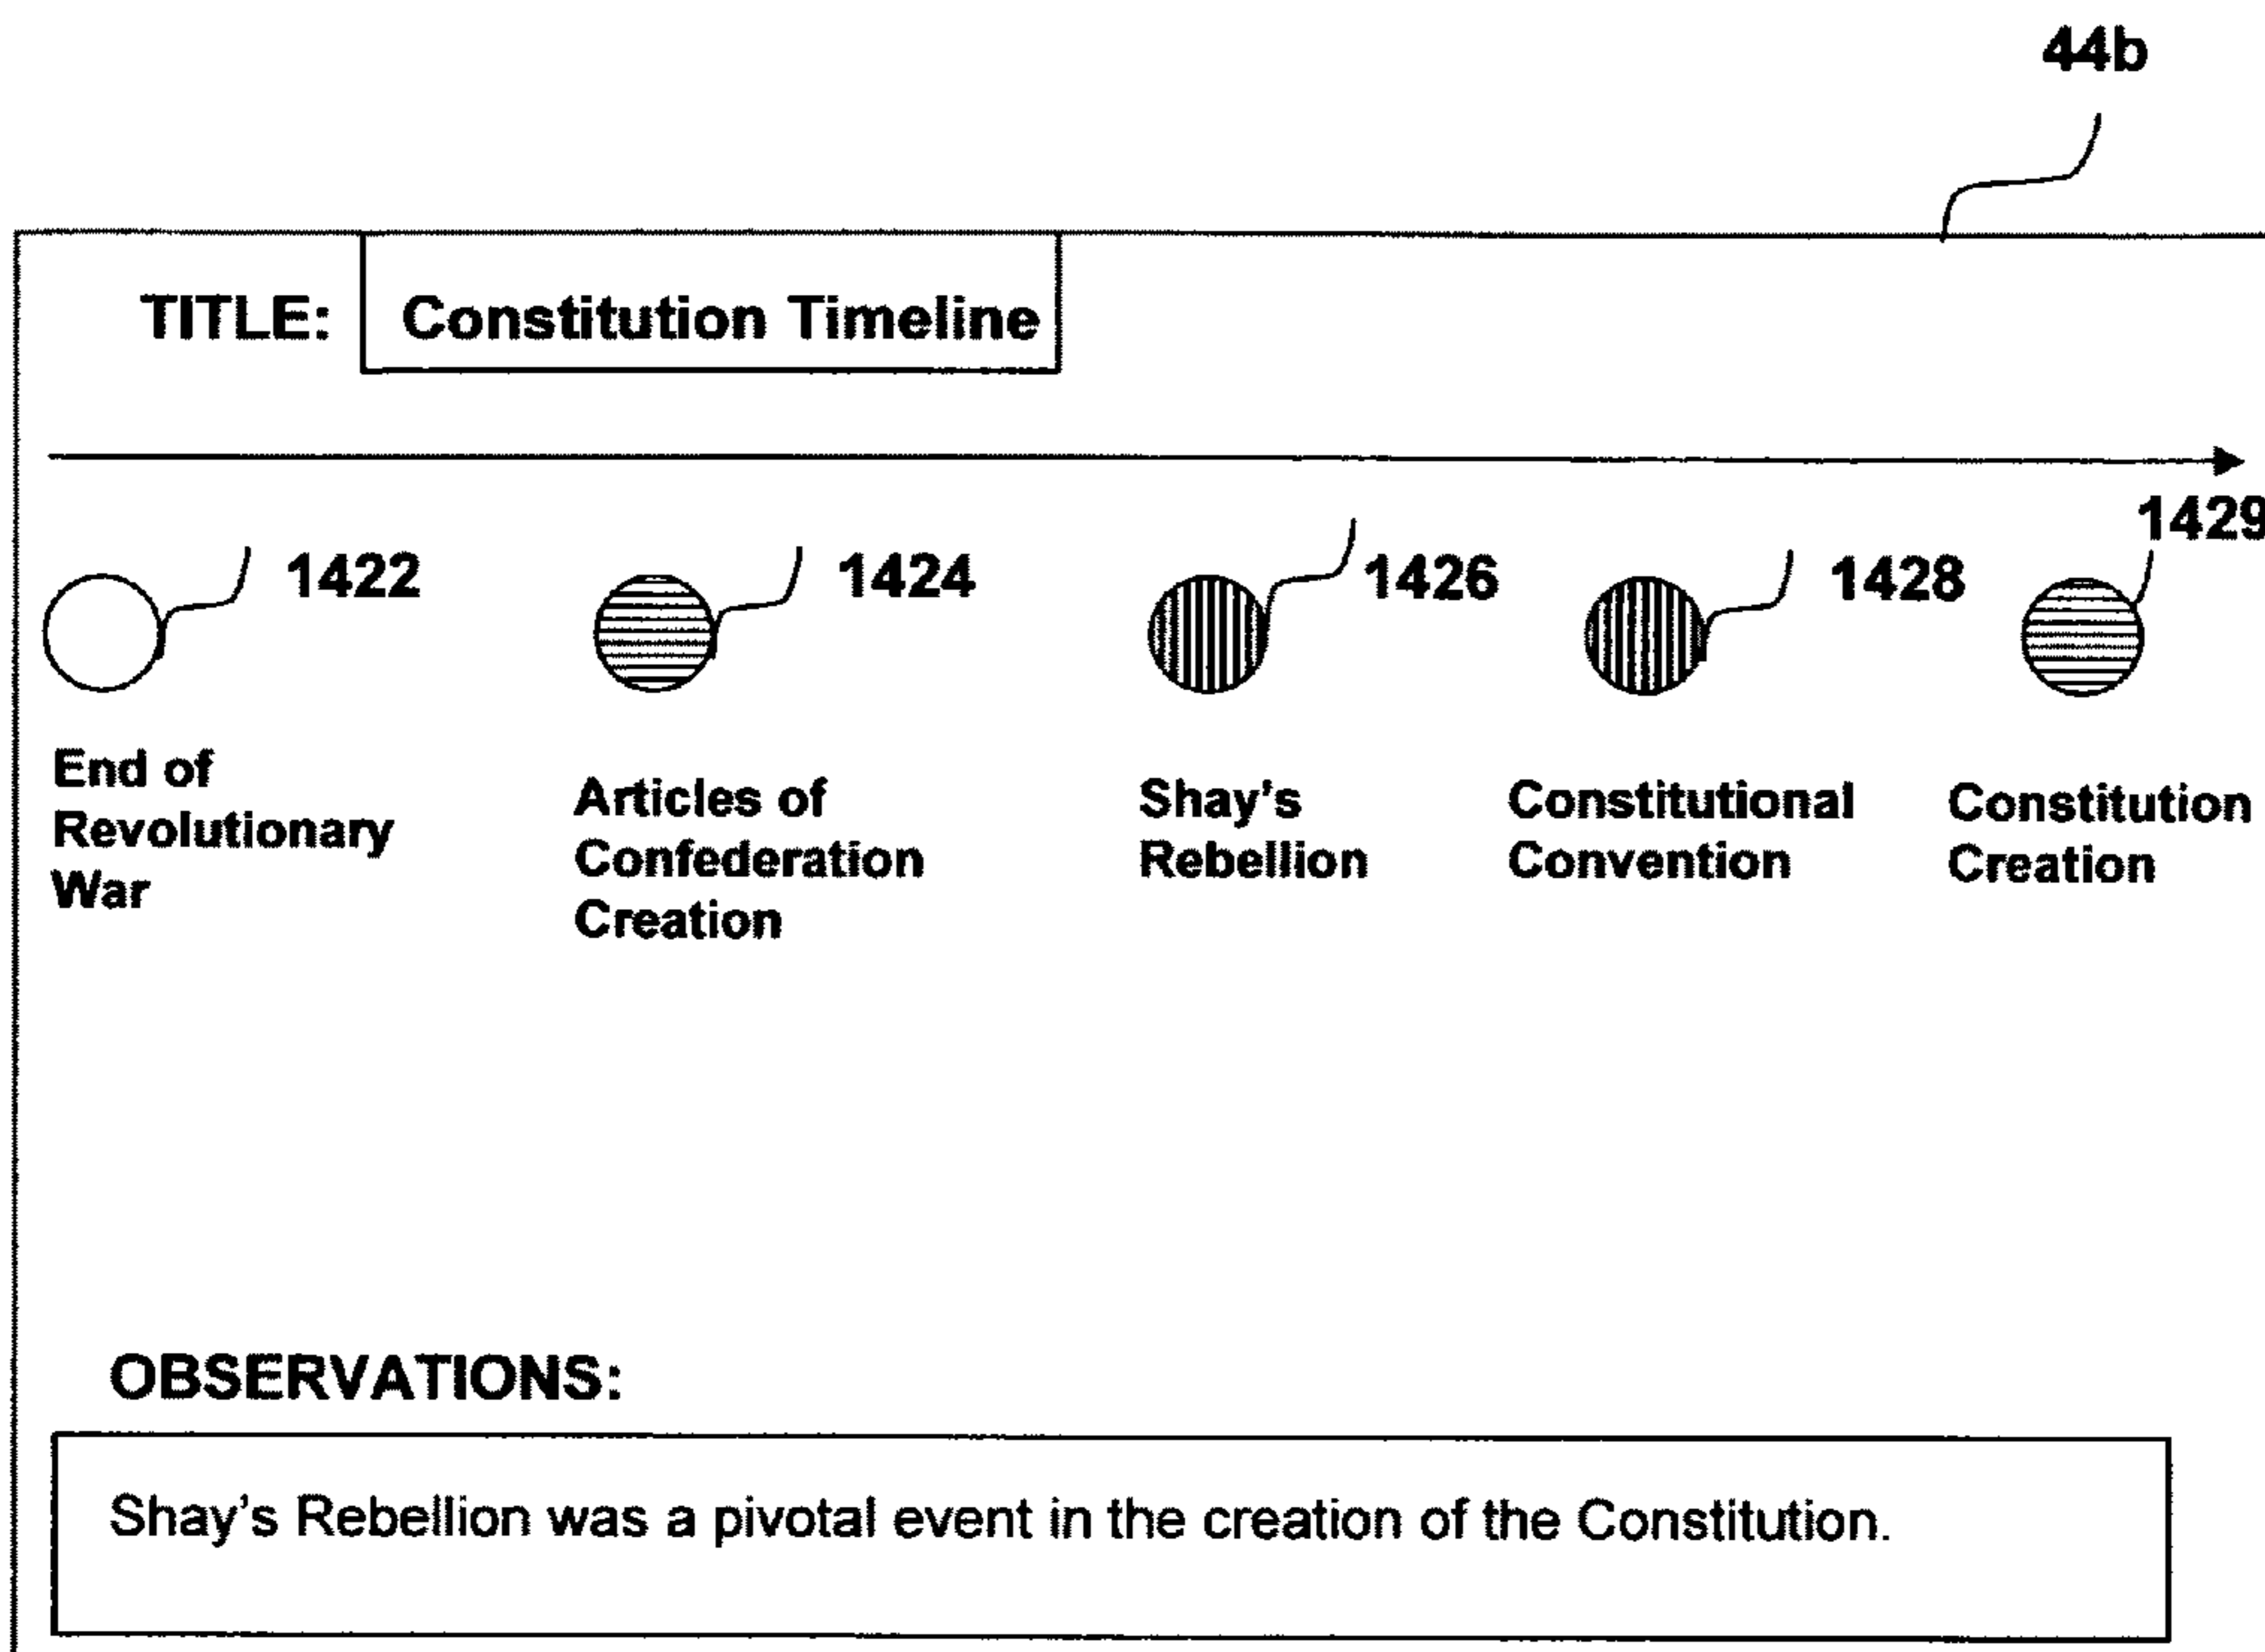 44b
TITLE: Constitution Timeline
1422
1424
1426
1428
1429
End of
Revolutionary
War
Articles of
Confederation
Creation
Shay's
Rebellion
Constitutional
Convention
Constitution
Creation
OBSERVATIONS:
Shay's Rebellion was a pivotal event in the creation of the Constitution.